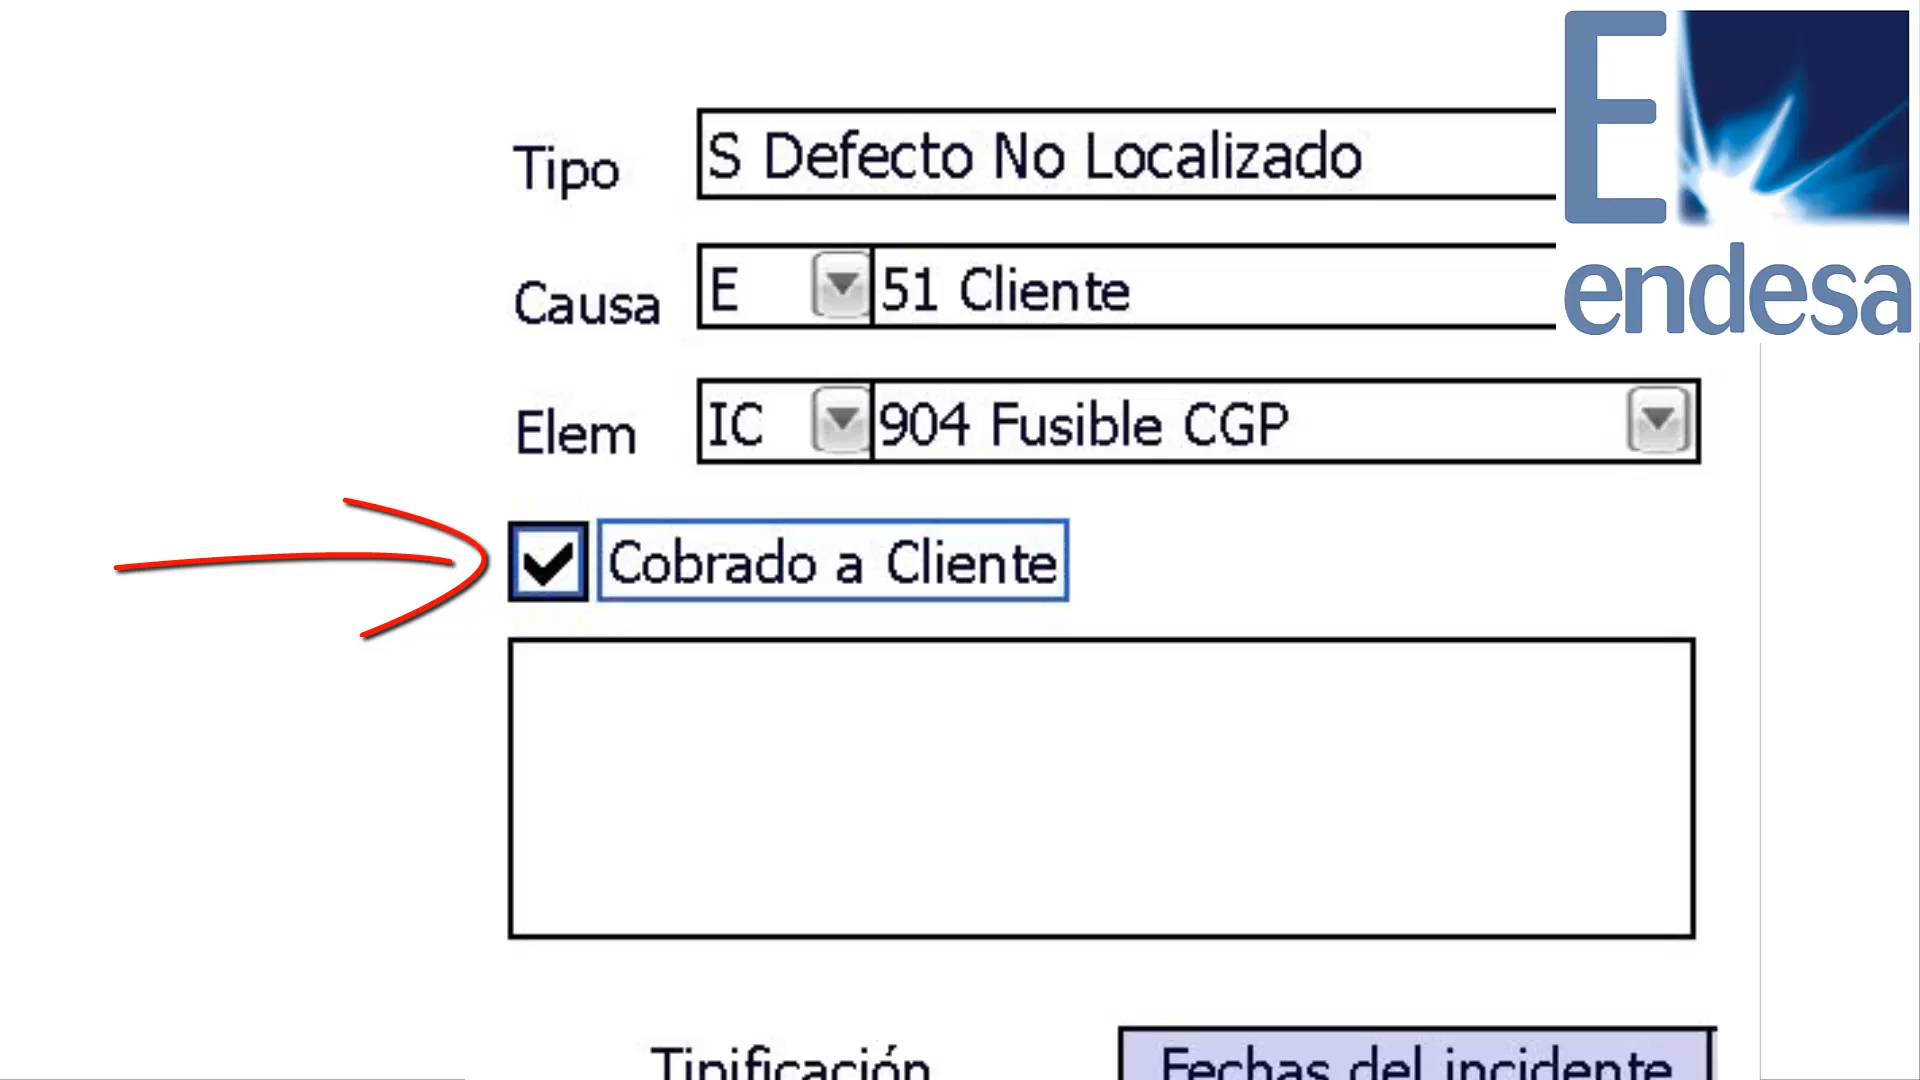 E
endesa
Tipo S Defecto No Localizado
Causa E 51 Cliente
Elem IC 904 Fusible CGP
Cobrado a Cliente
Tipificación Fechas del incidente